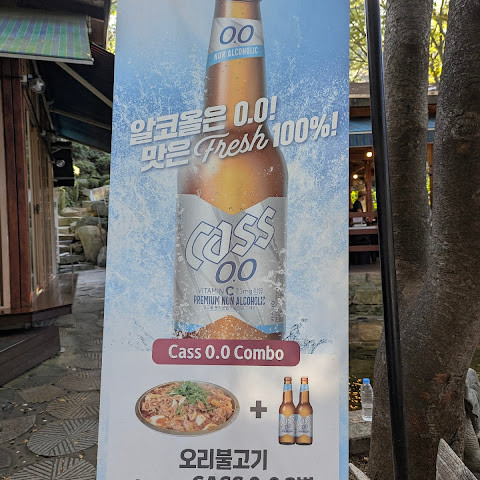 0.0
NON ALCOHOLIC
알코올은 0.0!
맛은 Fresh 100%!
Cass
0.0
VITAMIN C
PREMIUM NON ALCOHOLIC
Cass 0.0 Combo
+
오리불고기